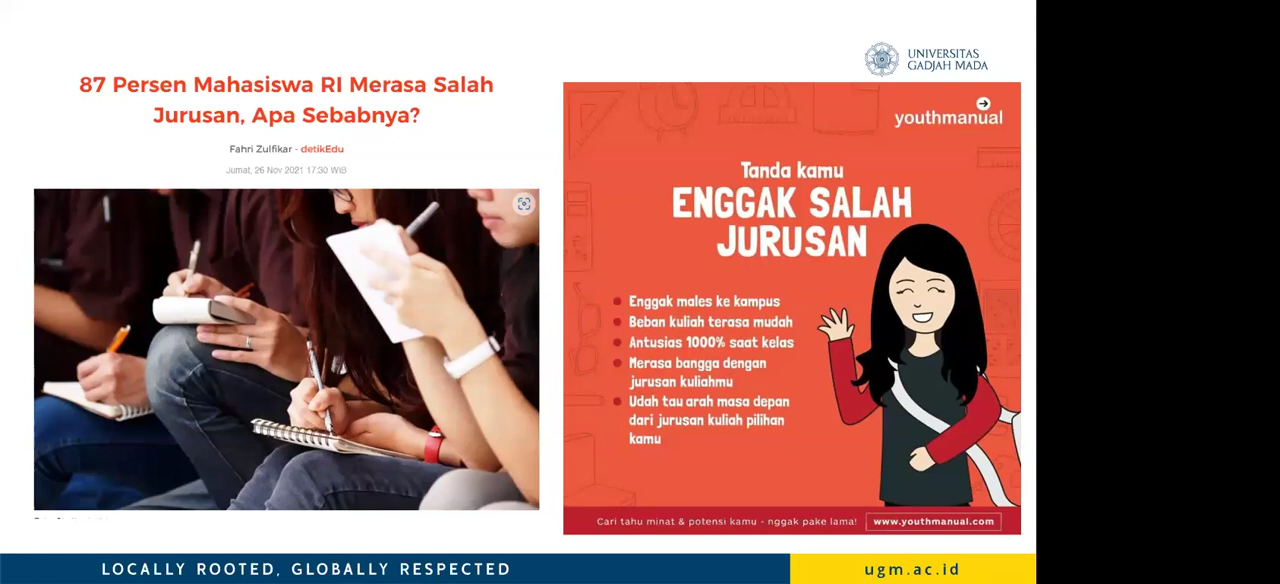 UNIVERSITAS
GADJAH MADA
87 Persen Mahasiswa RI Merasa Salah
Jurusan, Apa Sebabnya?
Fahri Zulfikar - detikEdu
Jumat, 26 Nov 2021 17:30 WIB
youthmanual
Tanda kamu
ENGGAK SALAH
JURUSAN
Enggak males ke kampus
Beban kuliah terasa mudah
Antusias 1000% saat kelas
Merasa bangga dengan
jurusan kuliahmu
Udah tau arah masa depan
dari jurusan kuliah pilihan
kamu
Cari tahu minat & potensi kamu - nggak pake lama!
www.youthmanual.com
LOCALLY ROOTED, GLOBALLY RESPECTED
ugm.ac.id